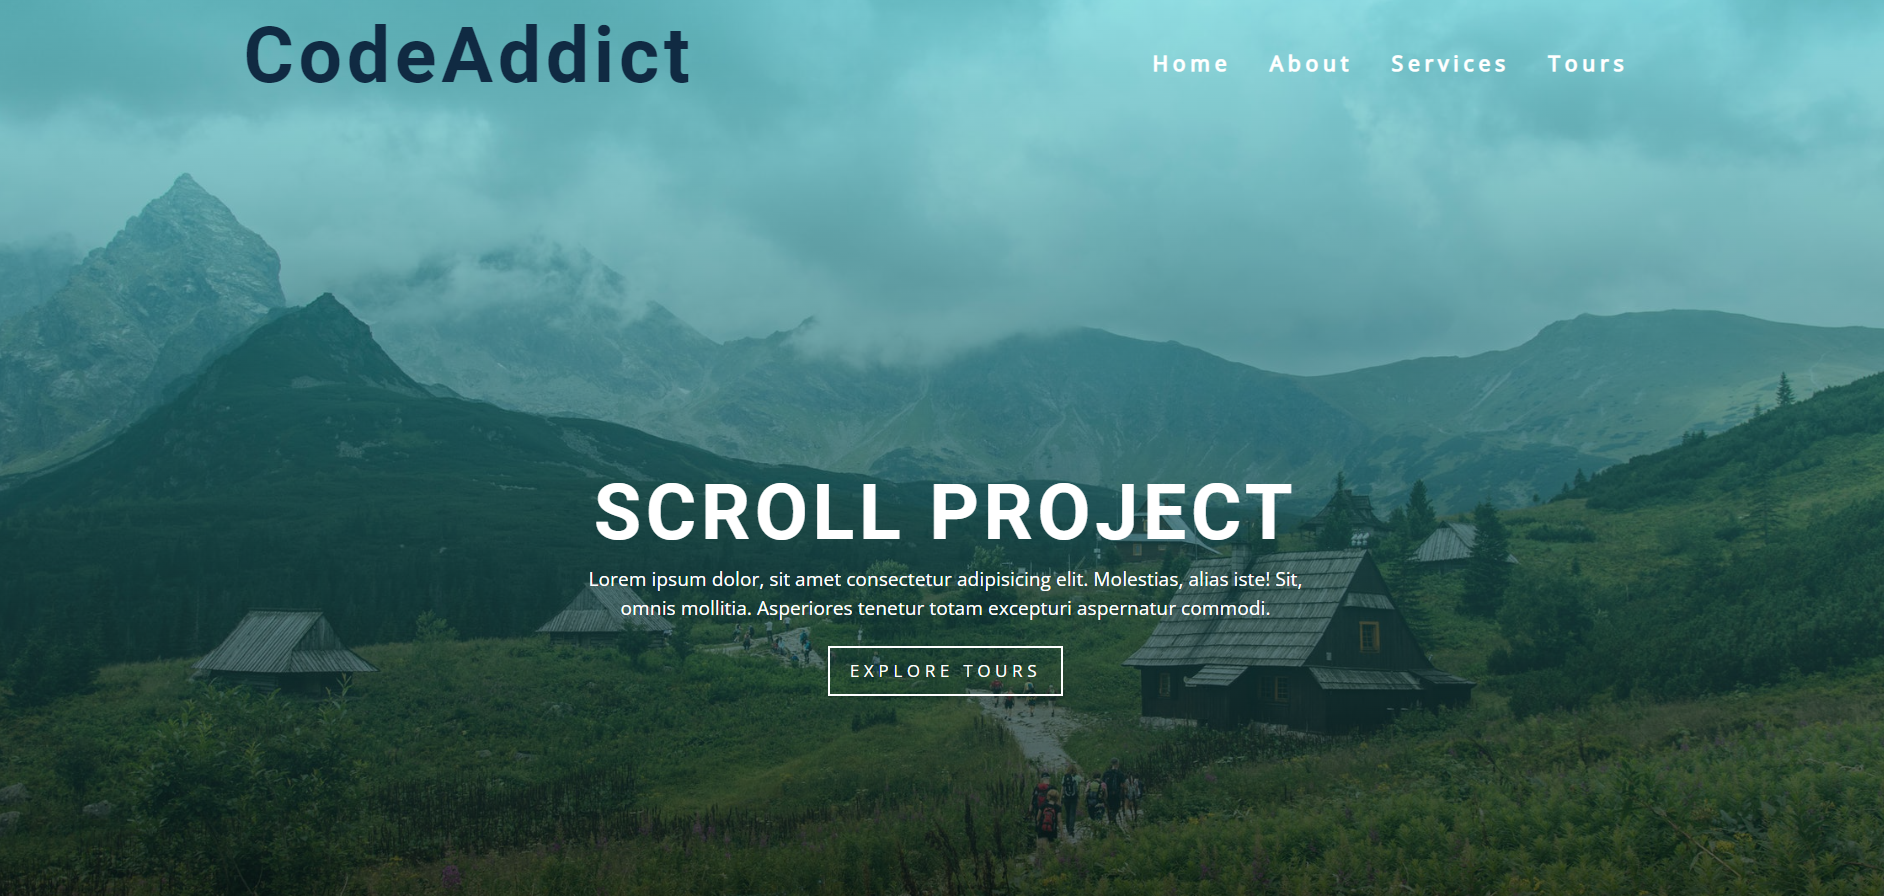 CodeAddict
Home About Services Tours
SCROLL PROJECT
Lorem ipsum dolor, sit amet consectetur adipisicing elit. Molestias, alias iste! Sit,
omnis mollitia. Asperiores tenetur totam excepturi aspernatur commodi.
EXPLORE TOURS